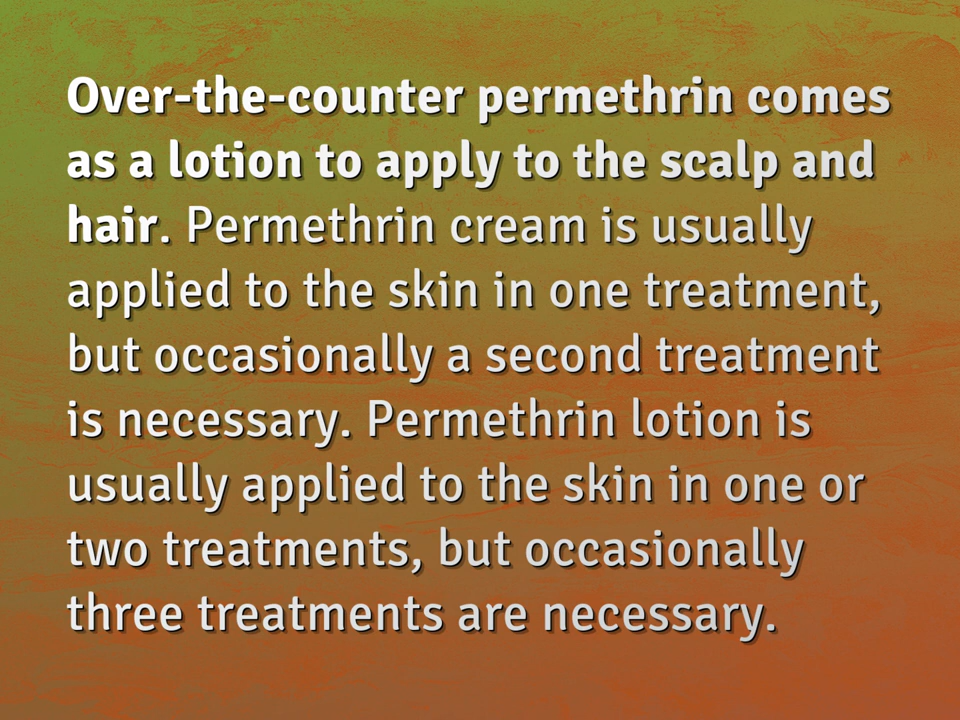 Over-the-counter permethrin comes
as a lotion to apply to the scalp and
hair. Permethrin cream is usually
applied to the skin in one treatment,
but occasionally a second treatment
is necessary. Permethrin lotion is
usually applied to the skin in one or
two treatments, but occasionally
three treatments are necessary.